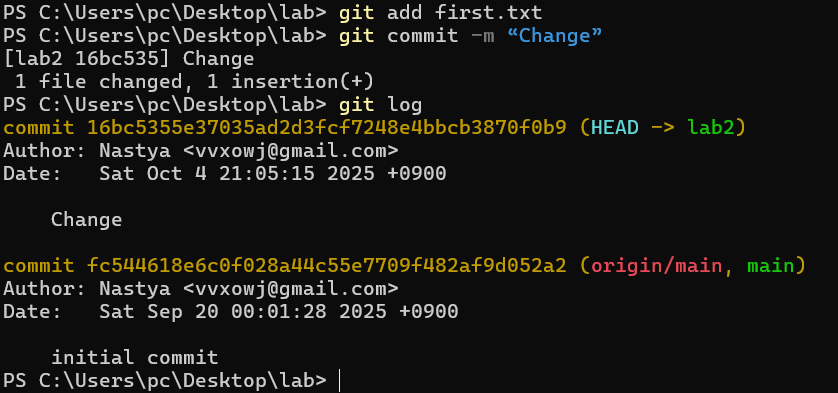 PS C:\Users\pc\Desktop\lab> git add first.txt
PS C:\Users\pc\Desktop\lab> git commit -m “Change”
[lab2 16bc535] Change
 1 file changed, 1 insertion(+)
PS C:\Users\pc\Desktop\lab> git log
commit 16bc5355e37035ad2d3fcf7248e4bbcb3870f0b9 (HEAD -> lab2)
Author: Nastya <vvxowj@gmail.com>
Date:   Sat Oct 4 21:05:15 2025 +0900

    Change

commit fc544618e6c0f028a44c55e7709f482af9d052a2 (origin/main, main)
Author: Nastya <vvxowj@gmail.com>
Date:   Sat Sep 20 00:01:28 2025 +0900

    initial commit
PS C:\Users\pc\Desktop\lab>